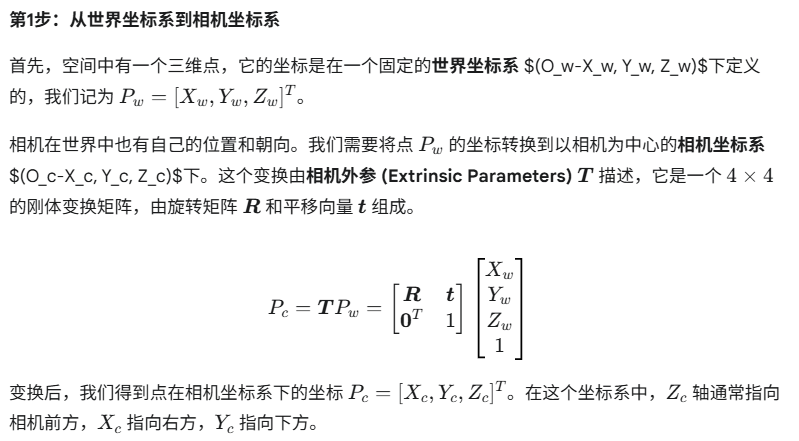 第1步：从世界坐标系到相机坐标系
首先，空间中有一个三维点，它的坐标是在一个固定的世界坐标系 $(O_w-X_w, Y_w, Z_w)$下定义
的，我们记为 $P_w = [X_w, Y_w, Z_w]^T$。
相机在世界中也有自己的位置和朝向。我们需要将点 $P_w$ 的坐标转换到以相机为中心的相机坐标系
$(O_c-X_c, Y_c, Z_c)$下。这个变换由相机外参 (Extrinsic Parameters) $\boldsymbol{T}$ 描述，它是一个 $4 \times 4$
的刚体变换矩阵，由旋转矩阵 $\boldsymbol{R}$ 和平移向量 $\boldsymbol{t}$ 组成。
$P_c = \boldsymbol{T}P_w = \begin{bmatrix} \boldsymbol{R} & \boldsymbol{t} \\ \mathbf{0}^T & 1 \end{bmatrix} \begin{bmatrix} X_w \\ Y_w \\ Z_w \\ 1 \end{bmatrix}$
变换后，我们得到点在相机坐标系下的坐标 $P_c = [X_c, Y_c, Z_c]^T$。在这个坐标系中，$Z_c$ 轴通常指向
相机前方，$X_c$ 指向右方，$Y_c$ 指向下方。